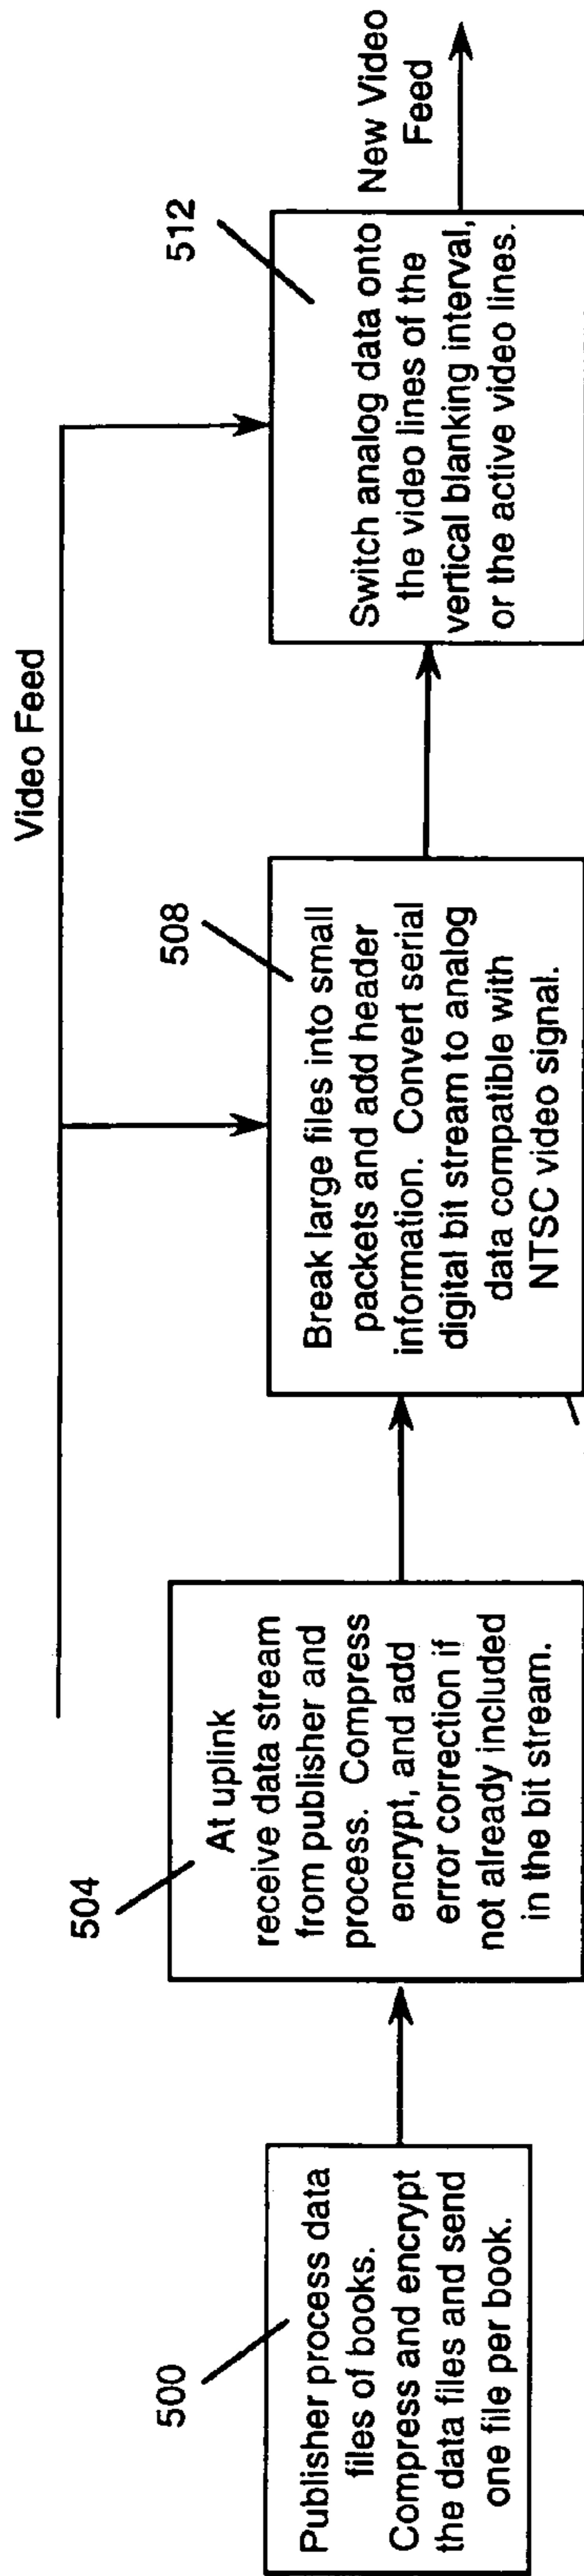 Video Feed
500
Publisher process data
files of books.
Compress and encrypt
the data files and send
one file per book.
504
At uplink
receive data stream
from publisher and
process. Compress
encrypt, and add
error correction if
not already included
in the bit stream.
508
Break large files into small
packets and add header
information. Convert serial
digital bit stream to analog
data compatible with
NTSC video signal.
512
Switch analog data onto
the video lines of the
vertical blanking interval,
or the active video lines.
New Video
Feed